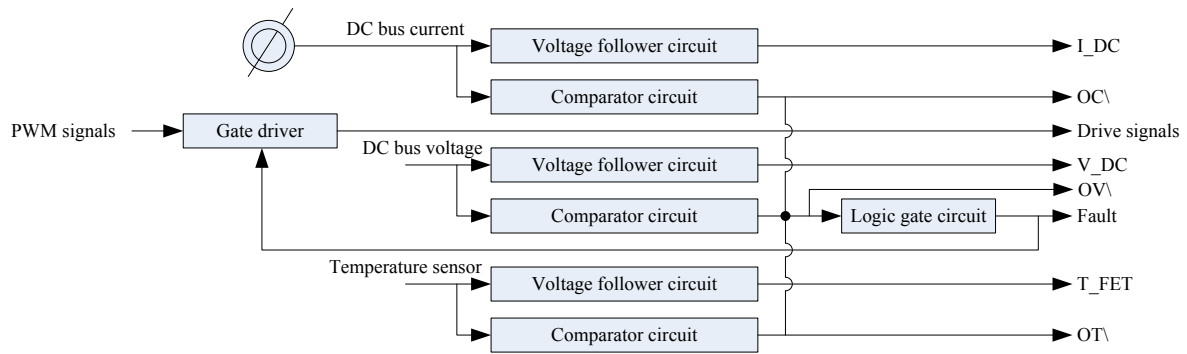 DC bus current
Voltage follower circuit
I_DC
Comparator circuit
OC\
PWM signals
Gate driver
Drive signals
DC bus voltage
Voltage follower circuit
V_DC
OV\
Comparator circuit
Logic gate circuit
Fault
Temperature sensor
Voltage follower circuit
T_FET
Comparator circuit
OT\